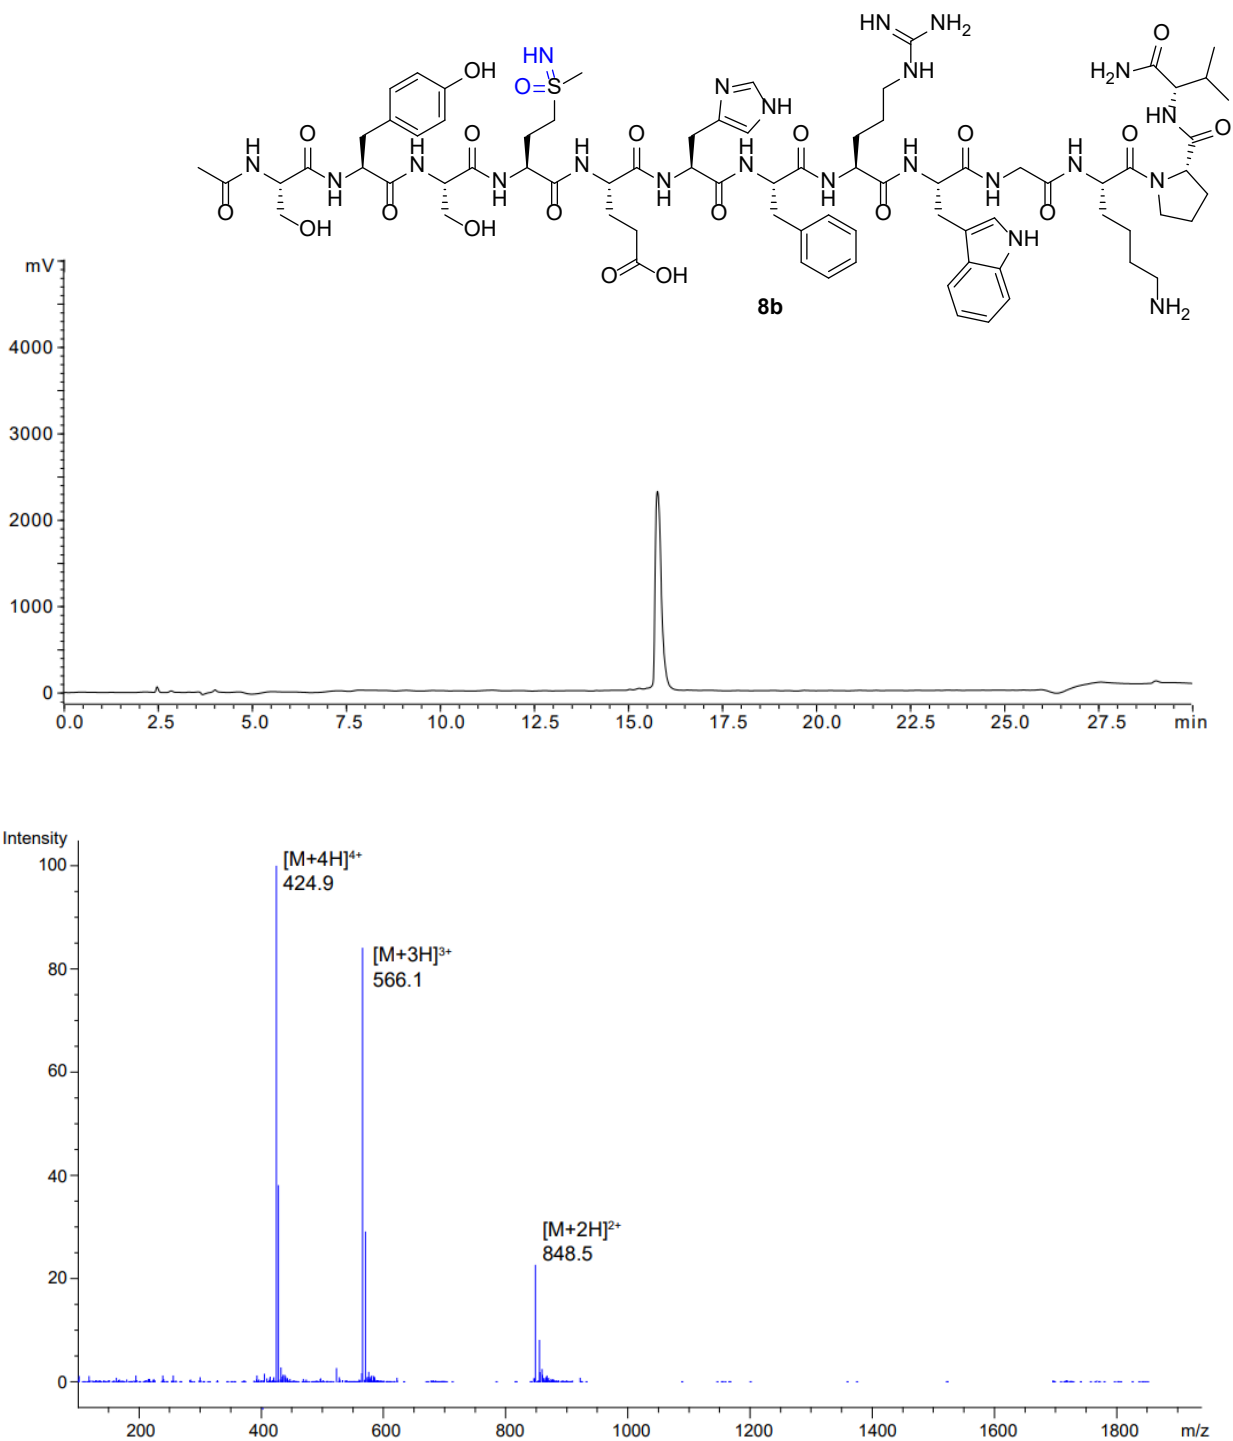 HN NH2
NH
O
H2N
NH
O
HN
O=S
OH
N
NH
H N O H N O H N O H N O H N O H N O
O N H O N H O N H O N H O N H O N
OH OH
O OH
NH
NH2
8b
mV
4000
3000
2000
1000
0
0.0 2.5 5.0 7.5 10.0 12.5 15.0 17.5 20.0 22.5 25.0 27.5 min
Intensity
[M+4H]4+
424.9
[M+3H]3+
566.1
[M+2H]2+
848.5
100
80
60
40
20
0
200 400 600 800 1000 1200 1400 1600 1800 m/z